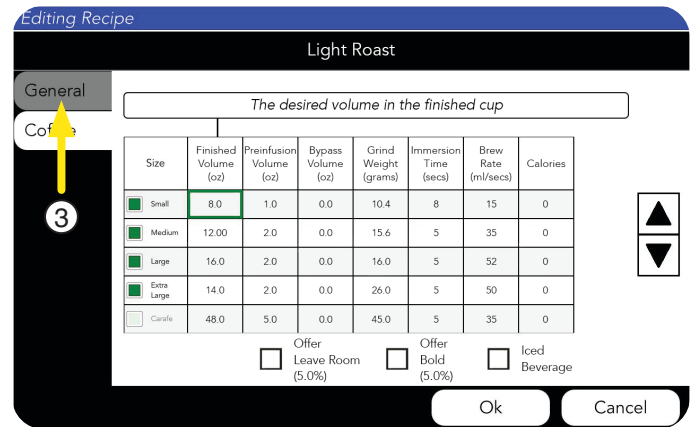 Editing Recipe
Light Roast
General
The desired volume in the finished cup
Size Finished Volume (oz) Preinfusion Volume (oz) Bypass Volume (oz) Grind Weight (grams) Immersion Time (secs) Brew Rate (ml/secs) Calories
Small 8.0 1.0 0.0 10.4 8 15 0
Medium 12.00 2.0 0.0 15.6 5 35 0
Large 16.0 2.0 0.0 16.0 5 52 0
Extra Large 14.0 2.0 0.0 26.0 5 50 0
Carafe 48.0 5.0 0.0 45.0 5 35 0
3
Offer Leave Room (5.0%)
Offer Bold (5.0%)
Iced Beverage
Ok Cancel